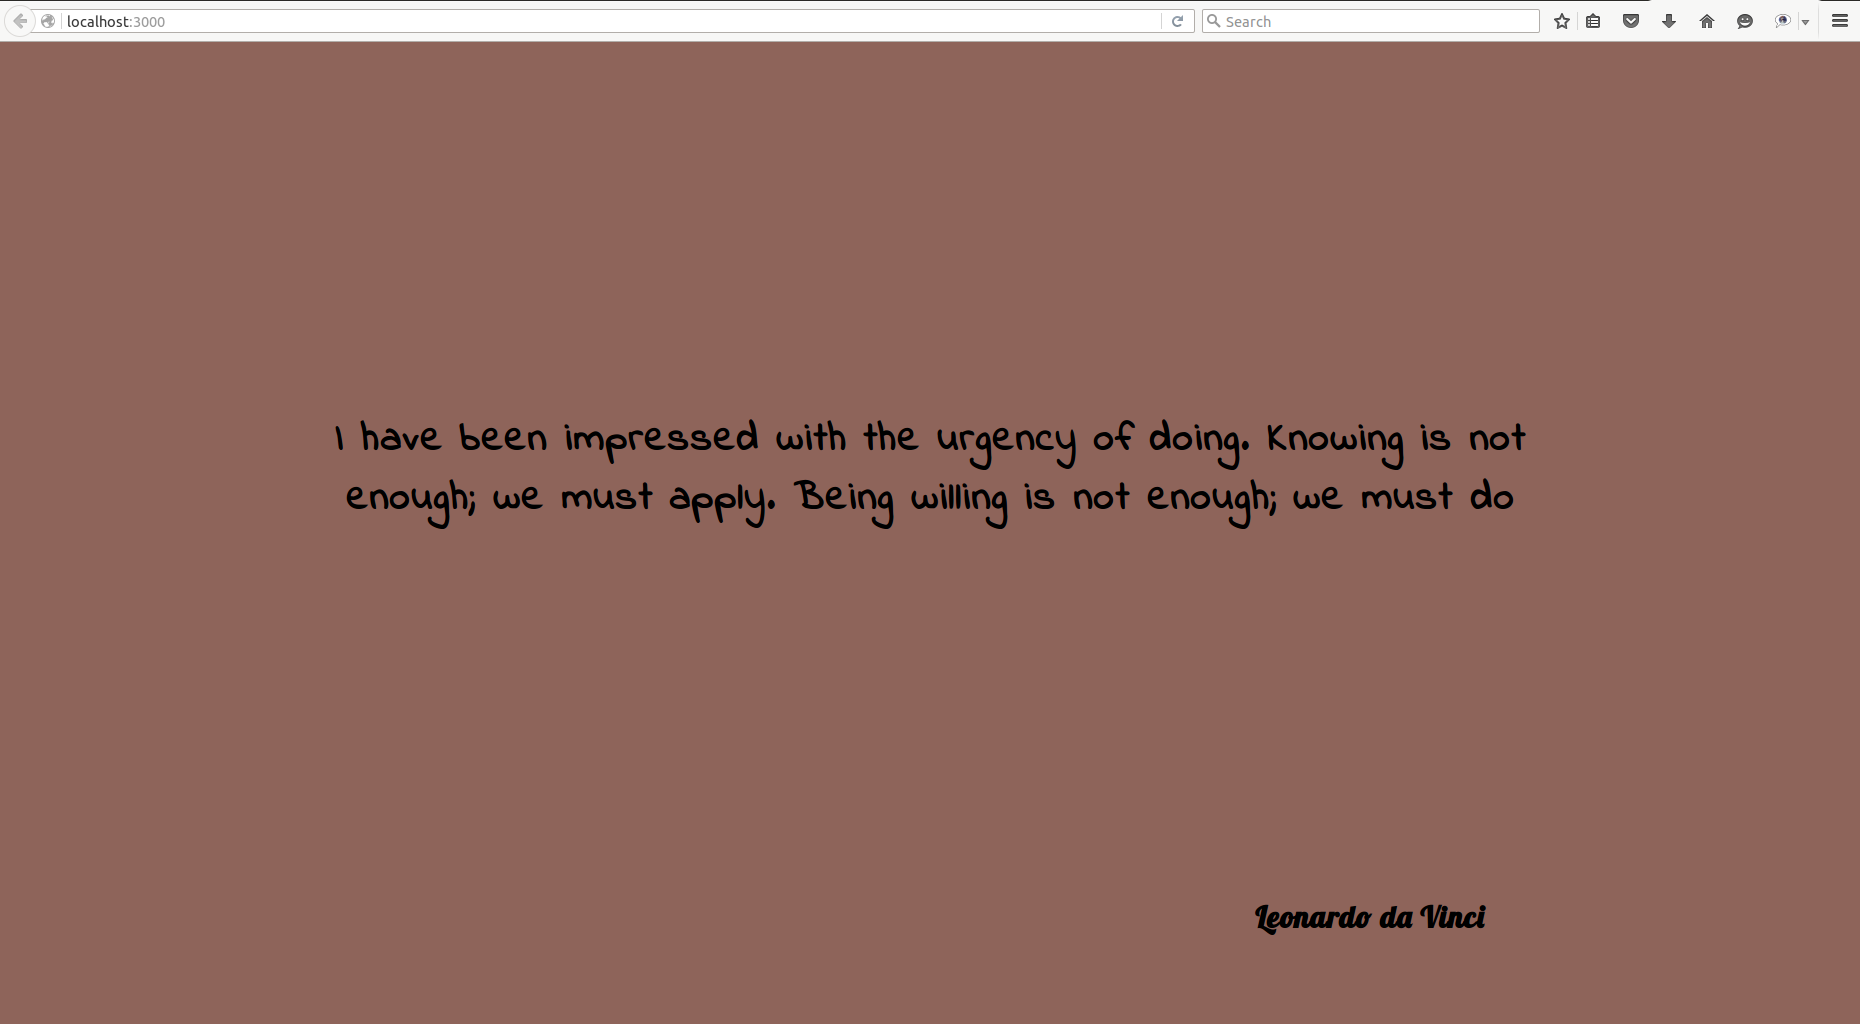 localhost:3000
Search
I have been impressed with the urgency of doing. Knowing is not
enough; we must apply. Being willing is not enough; we must do
Leonardo da Vinci